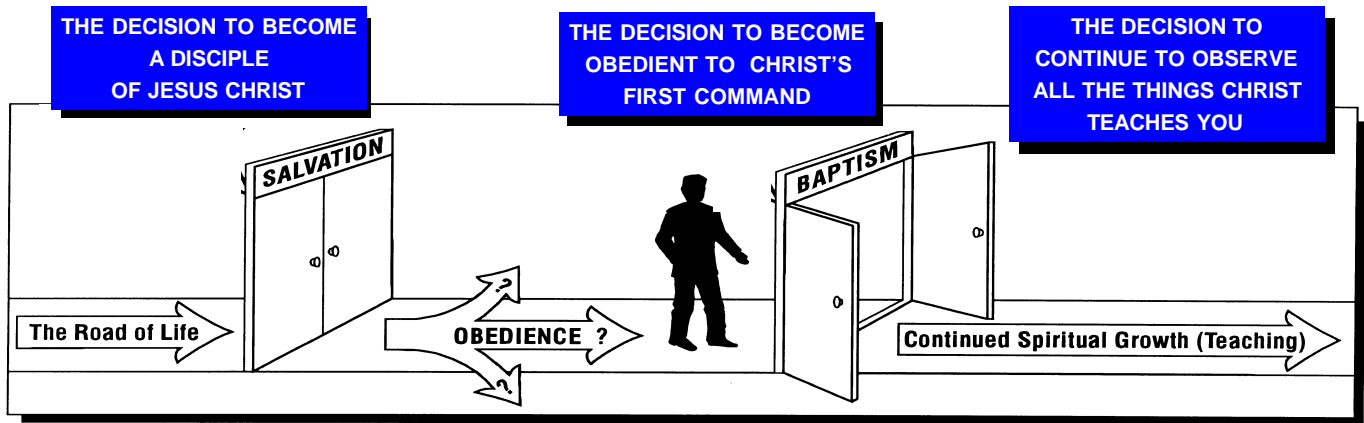 THE DECISION TO BECOME
A DISCIPLE
OF JESUS CHRIST
THE DECISION TO BECOME
OBEDIENT TO CHRIST'S
FIRST COMMAND
THE DECISION TO
CONTINUE TO OBSERVE
ALL THE THINGS CHRIST
TEACHES YOU
SALVATION
BAPTISM
The Road of Life
?
OBEDIENCE ?
?
Continued Spiritual Growth (Teaching)